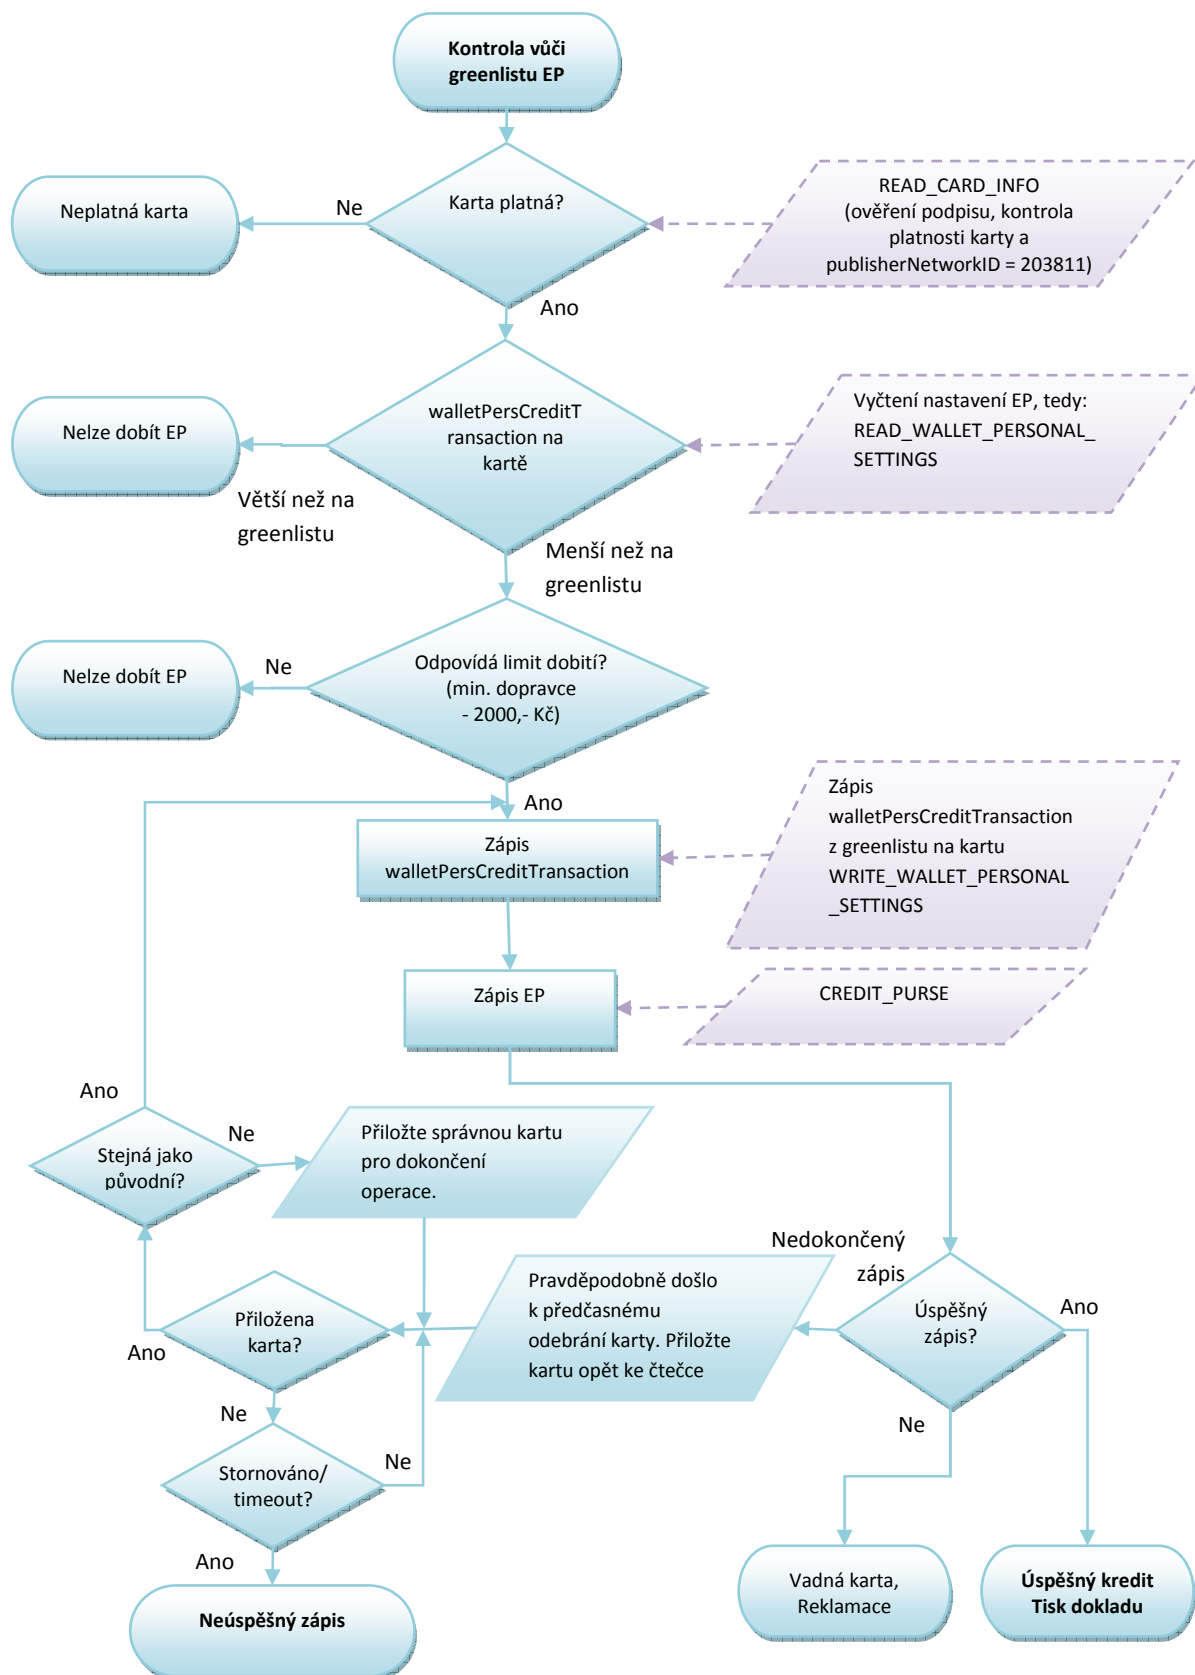 Kontrola vůči
greenlistu EP
Neplatná karta
Ne
Karta platná?
READ_CARD_INFO
(ověření podpisu, kontrola
platnosti karty a
publisherNetworkID = 203811)
Ano
Nelze dobít EP
walletPersCreditT
ransaction na
kartě
Vyčtení nastavení EP, tedy:
READ_WALLET_PERSONAL_
SETTINGS
Větší než na
greenlistu
Menší než na
greenlistu
Nelze dobít EP
Ne
Odpovídá limit dobití?
(min. dopravce
- 2000,- Kč)
Ano
Zápis
walletPersCreditTransaction
Zápis
walletPersCreditTransaction
z greenlistu na kartu
WRITE_WALLET_PERSONAL
_SETTINGS
Zápis EP
CREDIT_PURSE
Ano
Stejná jako
původní?
Ne
Přiložte správnou kartu
pro dokončení
operace.
Nedokončený
zápis
Přiložena
karta?
Ano
Pravděpodobně došlo
k předčasnému
odebrání karty. Přiložte
kartu opět ke čtečce
Úspěšný
zápis?
Ano
Ne
Ne
Stornováno/
timeout?
Ne
Ano
Neúspěšný zápis
Vadná karta,
Reklamace
Úspěšný kredit
Tisk dokladu